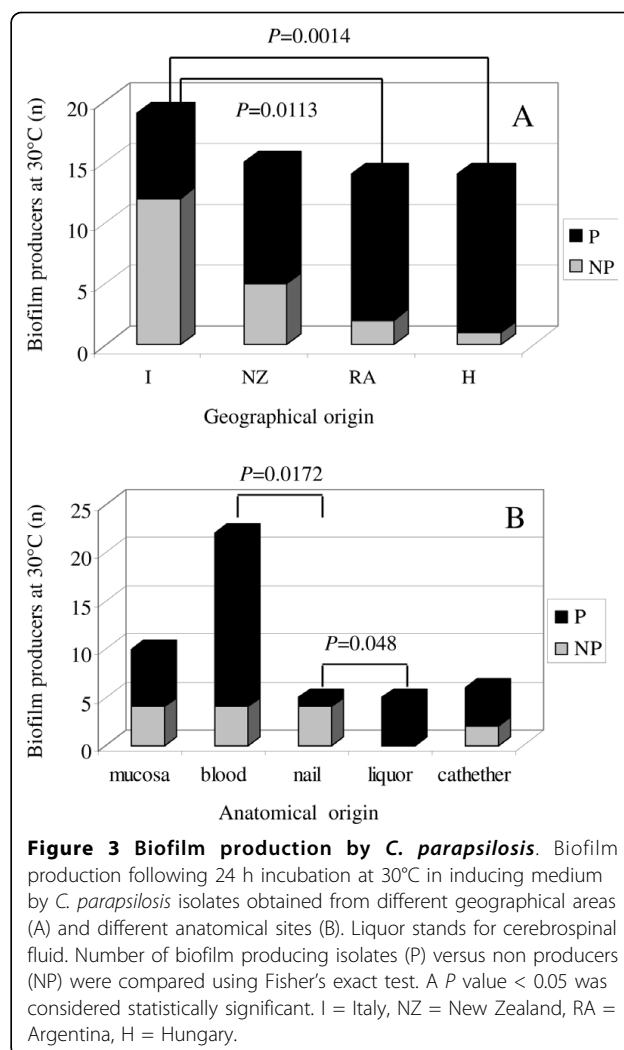 P=0.0014
P=0.0113
A
Biofilm producers at 30°C (n)
20
15
10
5
0
P
NP
I NZ RA H
Geographical origin
P=0.0172
B
P=0.048
Biofilm producers at 30°C (n)
25
20
15
10
5
0
P
NP
mucosa blood nail liquor cathether
Anatomical origin
Figure 3 Biofilm production by C. parapsilosis. Biofilm
production following 24 h incubation at 30°C in inducing medium
by C. parapsilosis isolates obtained from different geographical areas
(A) and different anatomical sites (B). Liquor stands for cerebrospinal
fluid. Number of biofilm producing isolates (P) versus non producers
(NP) were compared using Fisher's exact test. A P value < 0.05 was
considered statistically significant. I = Italy, NZ = New Zealand, RA =
Argentina, H = Hungary.